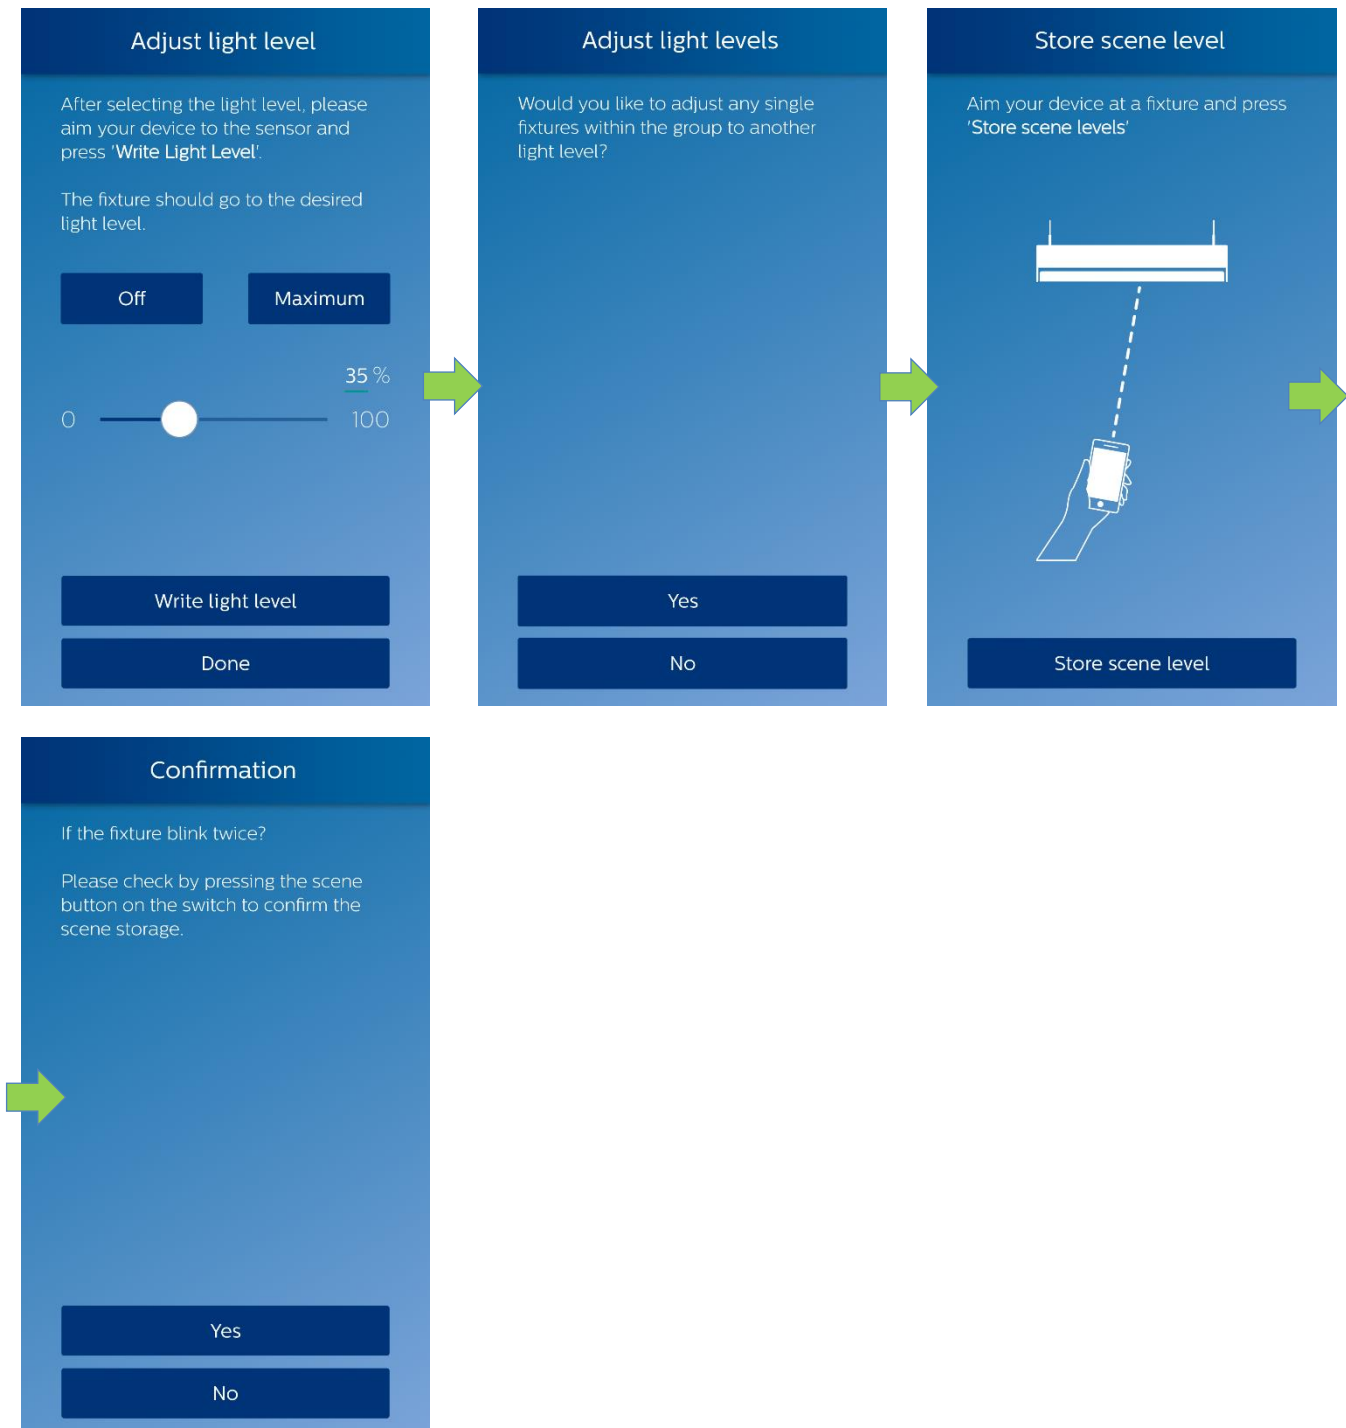 Adjust light level
After selecting the light level, please
aim your device to the sensor and
press 'Write Light Level'.
The fixture should go to the desired
light level.
Off
Maximum
35 %
0
100
Write light level
Done
Adjust light levels
Would you like to adjust any single
fixtures within the group to another
light level?
Yes
No
Store scene level
Aim your device at a fixture and press
'Store scene levels'
Store scene level
Confirmation
If the fixture blink twice?
Please check by pressing the scene
button on the switch to confirm the
scene storage.
Yes
No